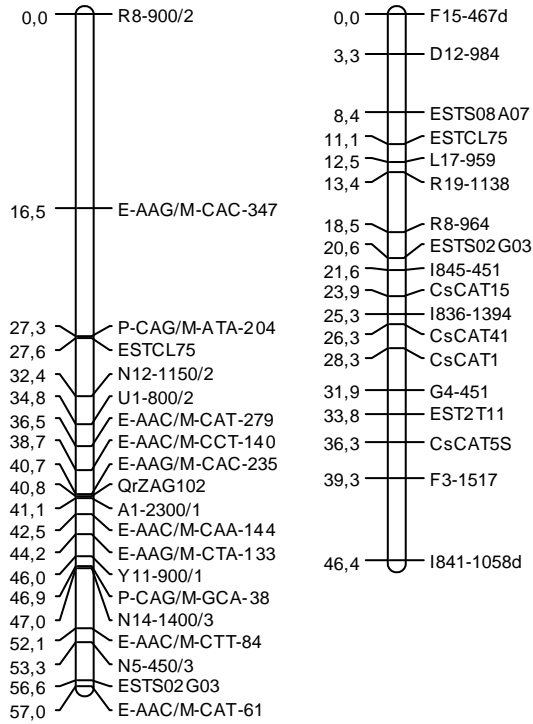 0,0 R8-900/2
16,5 E-AAG/M-CAC-347
27,3 P-CAG/M-ATA-204
27,6 ESTCL75
32,4 N12-1150/2
34,8 U1-800/2
36,5 E-AAC/M-CAT-279
38,7 E-AAC/M-CCT-140
40,7 E-AAG/M-CAC-235
40,8 QrZAG102
41,1 A1-2300/1
42,5 E-AAC/M-CAA-144
44,2 E-AAG/M-CTA-133
46,0 Y11-900/1
46,9 P-CAG/M-GCA-38
47,0 N14-1400/3
52,1 E-AAC/M-CTT-84
53,3 N5-450/3
56,6 ESTS02G03
57,0 E-AAC/M-CAT-61
0,0 F15-467d
3,3 D12-984
8,4 ESTS08A07
11,1 ESTCL75
12,5 L17-959
13,4 R19-1138
18,5 R8-964
20,6 ESTS02G03
21,6 I845-451
23,9 CsCAT15
25,3 I836-1394
26,3 CsCAT41
28,3 CsCAT1
31,9 G4-451
33,8 EST2T11
36,3 CsCAT5S
39,3 F3-1517
46,4 I841-1058d